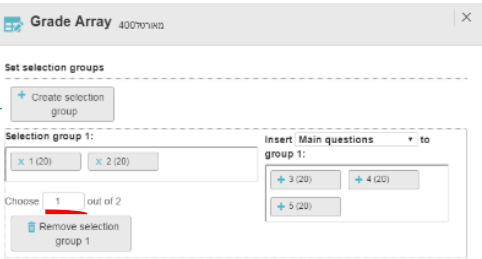 Grade Array 400מאורטל
Set selection groups
+ Create selection
group
Selection group 1:
x 1 (20) x 2 (20)
Choose 1 out of 2
Remove selection
group 1
Insert Main questions to
group 1:
+ 3 (20) + 4 (20)
+ 5 (20)